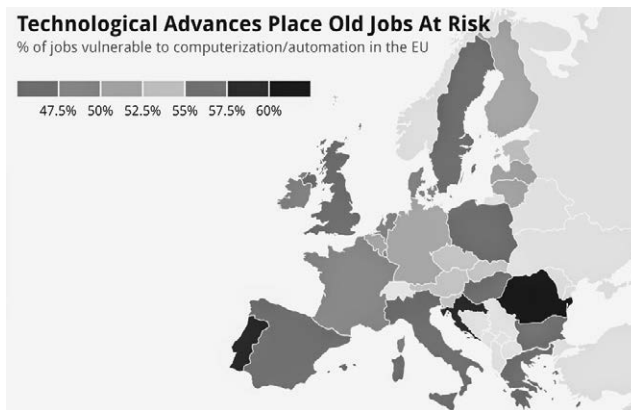 Technological Advances Place Old Jobs At Risk
% of jobs vulnerable to computerization/automation in the EU
47.5% 50% 52.5% 55% 57.5% 60%